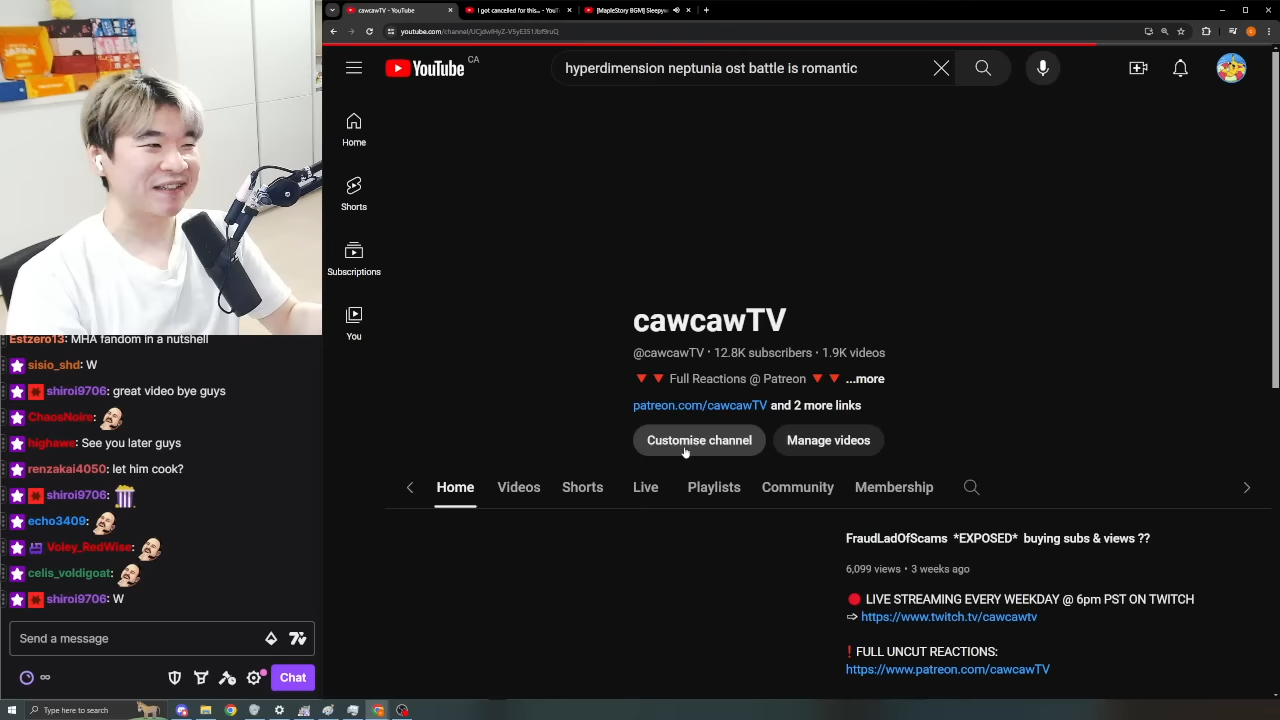 cawcawTV - YouTube
I got cancelled for this... - YouT
[MapleStory BGM] Sleepyw
youtube.com/channel/
YouTube CA
hyperdimension neptunia ost battle is romantic
Home
Shorts
Subscriptions
You
cawcawTV
@cawcawTV · 12.8K subscribers · 1.9K videos
🔻🔻 Full Reactions @ Patreon 🔻🔻 ...more
patreon.com/cawcawTV and 2 more links
Customise channel
Manage videos
Home Videos Shorts Live Playlists Community Membership
FraudLadOfScams *EXPOSED* buying subs & views ??
6,099 views • 3 weeks ago
🔴 LIVE STREAMING EVERY WEEKDAY @ 6pm PST ON TWITCH
⇨ https://www.twitch.tv/cawcawtv
❗FULL UNCUT REACTIONS:
https://www.patreon.com/cawcawTV
Estzero13: MHA fandom in a nutshell
sisio_shd: W
shiroi9706: great video bye guys
ChaosNoire:
highawe: See you later guys
renzakai4050: let him cook?
shiroi9706:
echo3409:
Voley_RedWise:
celis_voldigoat:
shiroi9706: W
Send a message
Chat
Type here to search